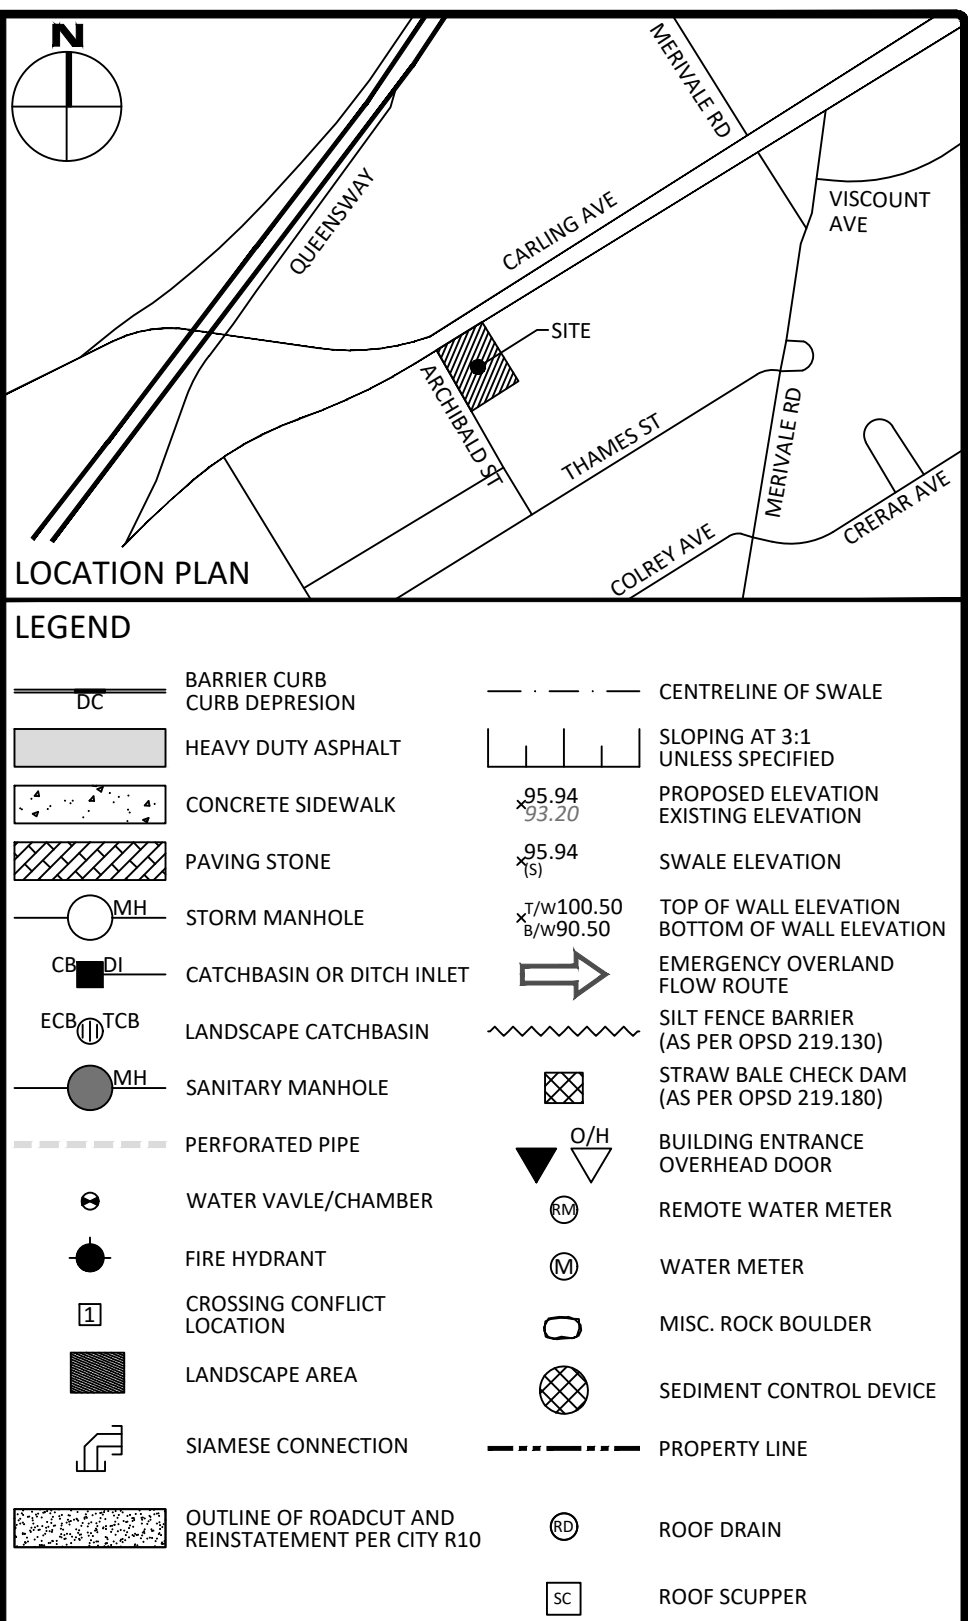 N
MERIVALE RD
QUEENSWAY
CARLING AVE
VISCOUNT
AVE
SITE
ARCHIBALD ST
THAMES ST
MERIVALE RD
COLREY AVE
CRERAR AVE
LOCATION PLAN
LEGEND
DC
BARRIER CURB
CURB DEPRESION
HEAVY DUTY ASPHALT
CONCRETE SIDEWALK
PAVING STONE
MH
STORM MANHOLE
CB DI
CATCHBASIN OR DITCH INLET
ECB TCB
LANDSCAPE CATCHBASIN
MH
SANITARY MANHOLE
PERFORATED PIPE
WATER VAVLE/CHAMBER
FIRE HYDRANT
1
CROSSING CONFLICT
LOCATION
LANDSCAPE AREA
SIAMESE CONNECTION
OUTLINE OF ROADCUT AND
REINSTATEMENT PER CITY R10
CENTRELINE OF SWALE
SLOPING AT 3:1
UNLESS SPECIFIED
×95.94
93.20
PROPOSED ELEVATION
EXISTING ELEVATION
×95.94
(S)
SWALE ELEVATION
×T/W100.50
B/W90.50
TOP OF WALL ELEVATION
BOTTOM OF WALL ELEVATION
EMERGENCY OVERLAND
FLOW ROUTE
SILT FENCE BARRIER
(AS PER OPSD 219.130)
STRAW BALE CHECK DAM
(AS PER OPSD 219.180)
O/H
BUILDING ENTRANCE
OVERHEAD DOOR
RM
REMOTE WATER METER
M
WATER METER
MISC. ROCK BOULDER
SEDIMENT CONTROL DEVICE
PROPERTY LINE
RD
ROOF DRAIN
SC
ROOF SCUPPER